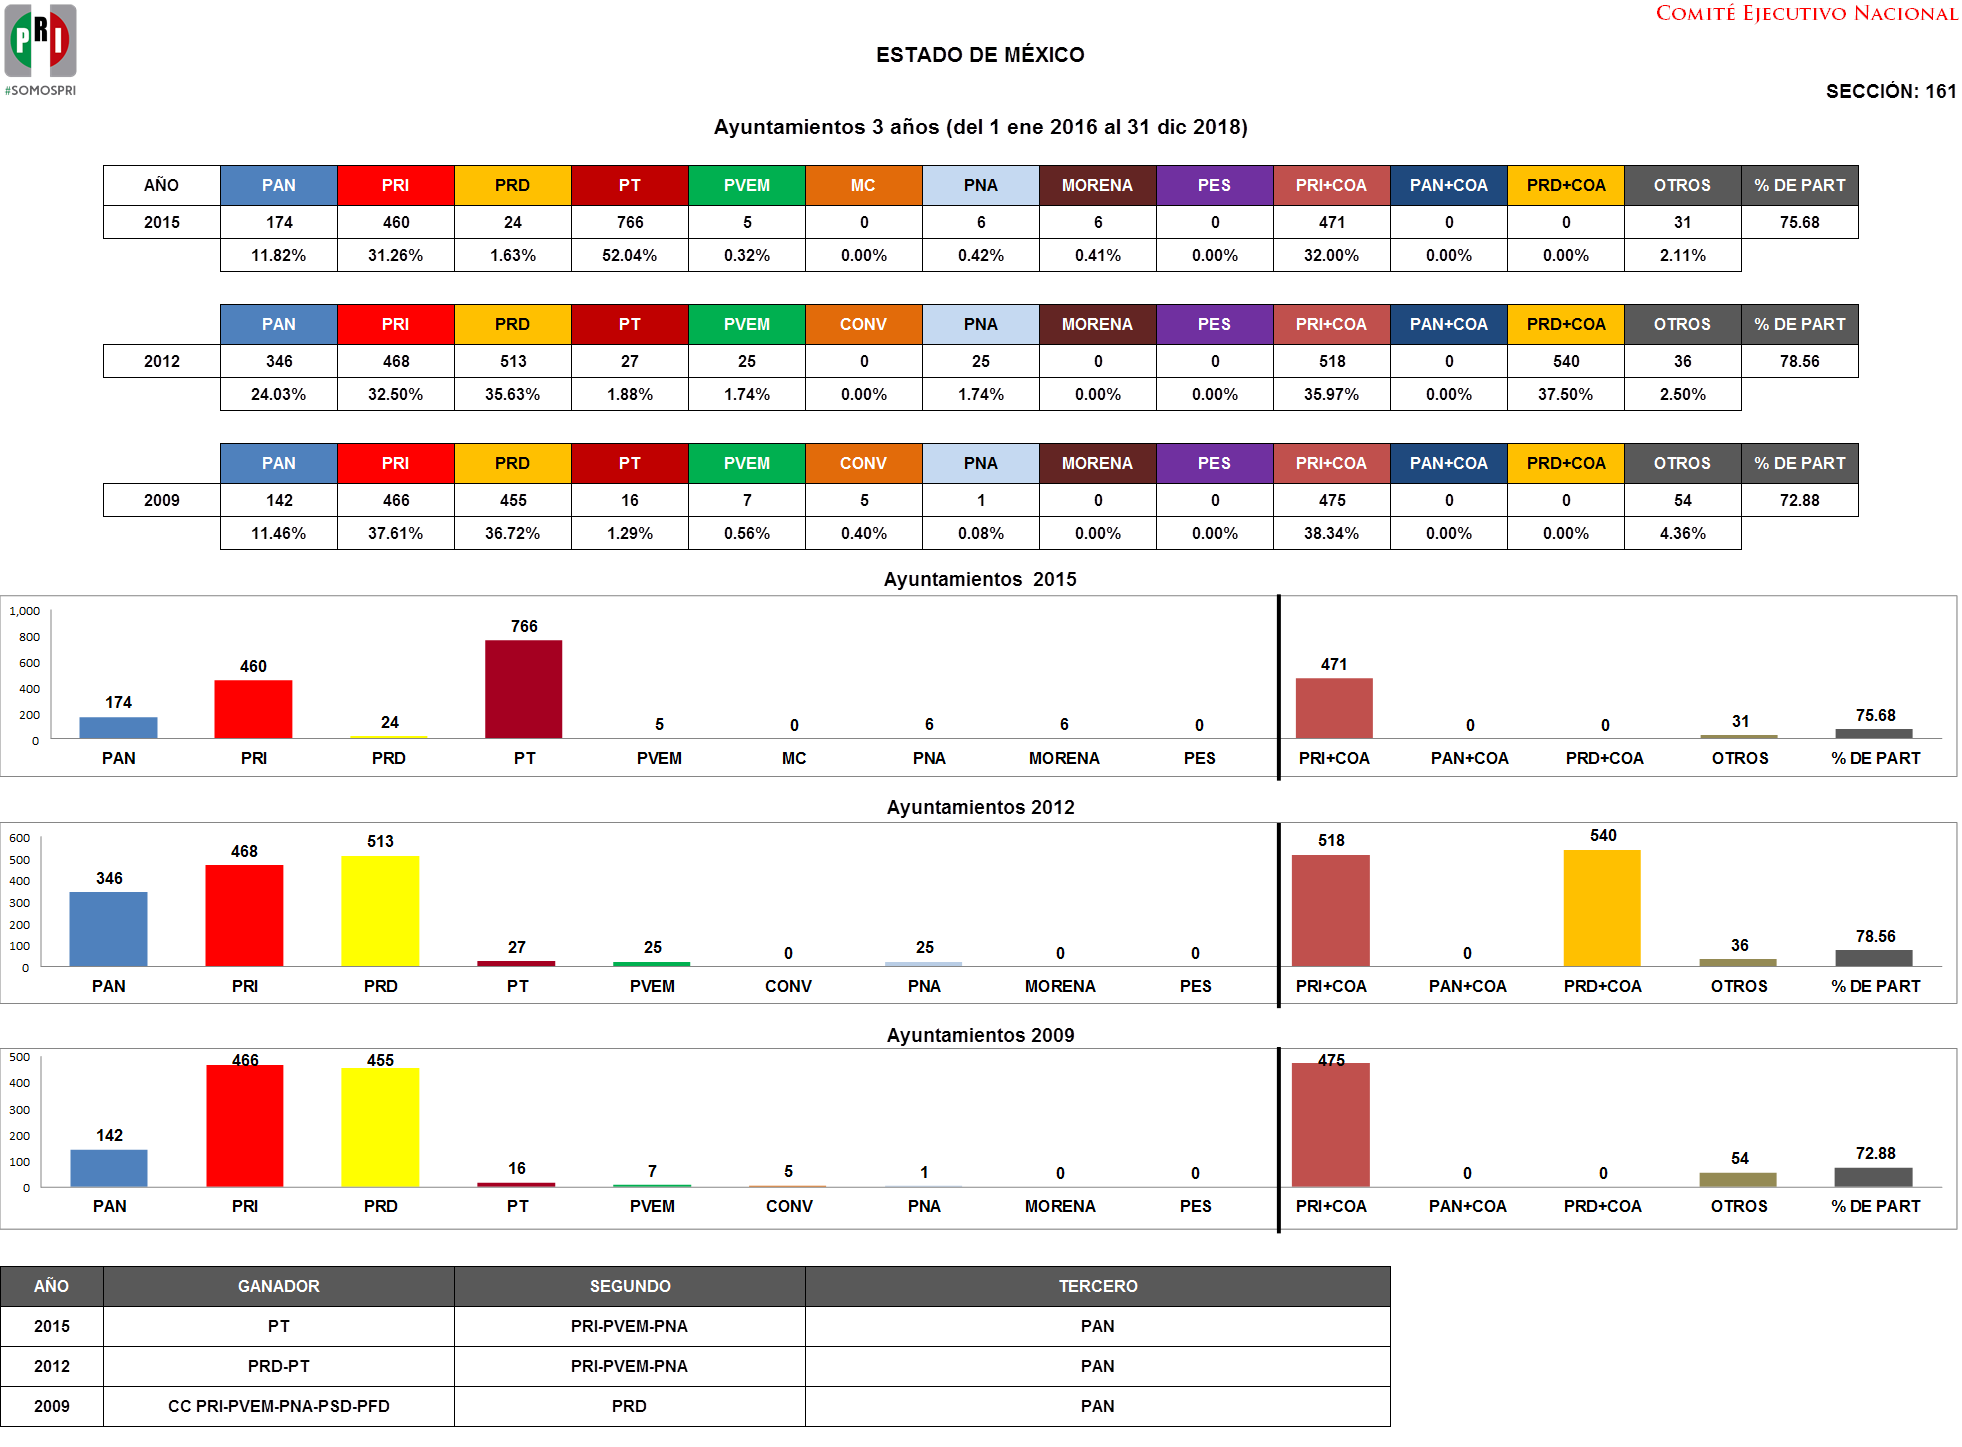 PRI
#SOMOSPRI
COMITÉ EJECUTIVO NACIONAL
ESTADO DE MÉXICO
SECCIÓN: 161
Ayuntamientos 3 años (del 1 ene 2016 al 31 dic 2018)
AÑO PAN PRI PRD PT PVEM MC PNA MORENA PES PRI+COA PAN+COA PRD+COA OTROS % DE PART
2015 174 460 24 766 5 0 6 6 0 471 0 0 31 75.68
11.82% 31.26% 1.63% 52.04% 0.32% 0.00% 0.42% 0.41% 0.00% 32.00% 0.00% 0.00% 2.11%
PAN PRI PRD PT PVEM CONV PNA MORENA PES PRI+COA PAN+COA PRD+COA OTROS % DE PART
2012 346 468 513 27 25 0 25 0 0 518 0 540 36 78.56
24.03% 32.50% 35.63% 1.88% 1.74% 0.00% 1.74% 0.00% 0.00% 35.97% 0.00% 37.50% 2.50%
PAN PRI PRD PT PVEM CONV PNA MORENA PES PRI+COA PAN+COA PRD+COA OTROS % DE PART
2009 142 466 455 16 7 5 1 0 0 475 0 0 54 72.88
11.46% 37.61% 36.72% 1.29% 0.56% 0.40% 0.08% 0.00% 0.00% 38.34% 0.00% 0.00% 4.36%
Ayuntamientos 2015
1,000
800
600
400
200
0
174 460 24 766 5 0 6 6 0 471 0 0 31 75.68
PAN PRI PRD PT PVEM MC PNA MORENA PES PRI+COA PAN+COA PRD+COA OTROS % DE PART
Ayuntamientos 2012
600
500
400
300
200
100
0
346 468 513 27 25 0 25 0 0 518 0 540 36 78.56
PAN PRI PRD PT PVEM CONV PNA MORENA PES PRI+COA PAN+COA PRD+COA OTROS % DE PART
Ayuntamientos 2009
500
400
300
200
100
0
142 466 455 16 7 5 1 0 0 475 0 0 54 72.88
PAN PRI PRD PT PVEM CONV PNA MORENA PES PRI+COA PAN+COA PRD+COA OTROS % DE PART
AÑO GANADOR SEGUNDO TERCERO
2015 PT PRI-PVEM-PNA PAN
2012 PRD-PT PRI-PVEM-PNA PAN
2009 CC PRI-PVEM-PNA-PSD-PFD PRD PAN